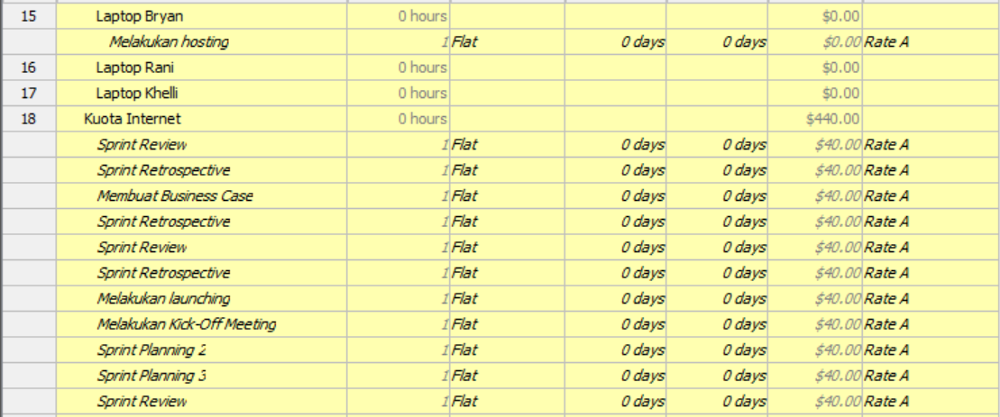 15 Laptop Bryan 0 hours $0.00
Melakukan hosting 1 Flat 0 days 0 days $0.00 Rate A
16 Laptop Rani 0 hours $0.00
17 Laptop Khelli 0 hours $0.00
18 Kuota Internet 0 hours $440.00
Sprint Review 1 Flat 0 days 0 days $40.00 Rate A
Sprint Retrospective 1 Flat 0 days 0 days $40.00 Rate A
Membuat Business Case 1 Flat 0 days 0 days $40.00 Rate A
Sprint Retrospective 1 Flat 0 days 0 days $40.00 Rate A
Sprint Review 1 Flat 0 days 0 days $40.00 Rate A
Sprint Retrospective 1 Flat 0 days 0 days $40.00 Rate A
Melakukan launching 1 Flat 0 days 0 days $40.00 Rate A
Melakukan Kick-Off Meeting 1 Flat 0 days 0 days $40.00 Rate A
Sprint Planning 2 1 Flat 0 days 0 days $40.00 Rate A
Sprint Planning 3 1 Flat 0 days 0 days $40.00 Rate A
Sprint Review 1 Flat 0 days 0 days $40.00 Rate A